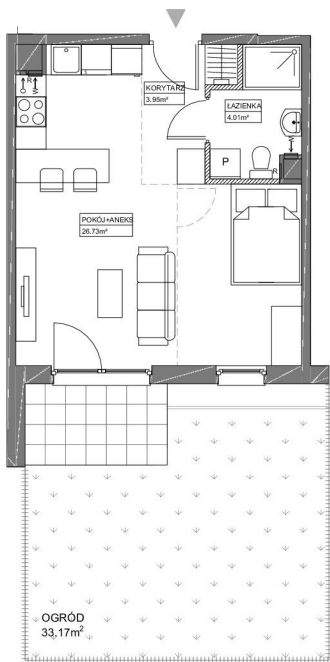 R
W
KORYTARZ
3.95m²
ŁAZIENKA
4.01m²
W
P
R
POKÓJ+ANEKS
26.73m²
OGRÓD
33,17m²